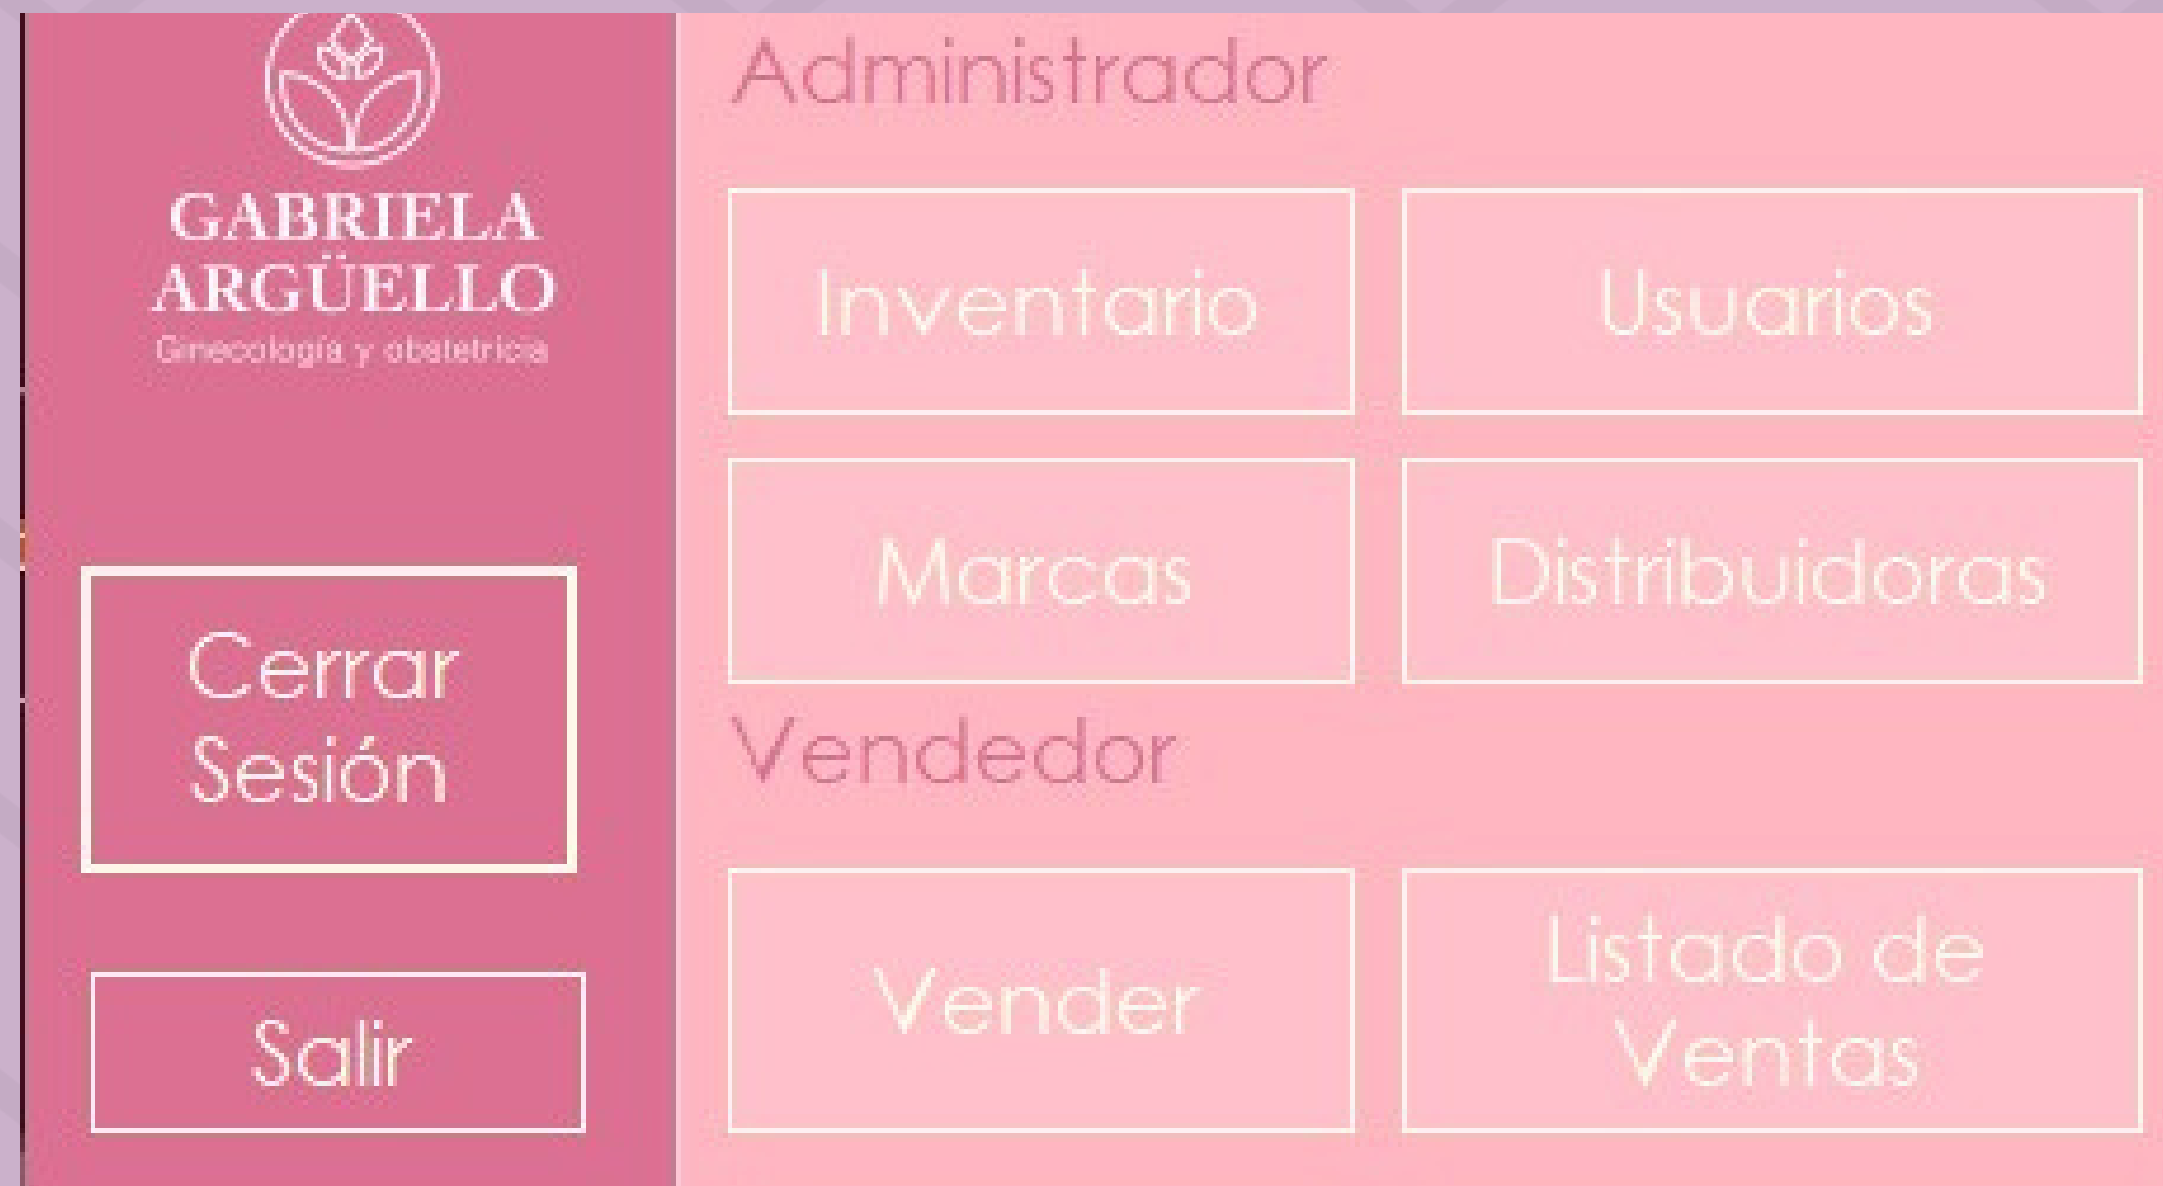 GABRIELA
ARGÜELLO
Ginecología y obstetricia
Cerrar
Sesión
Salir
Administrador
Inventario
Usuarios
Marcas
Distribuidoras
Vendedor
Vender
Listado de
Ventas